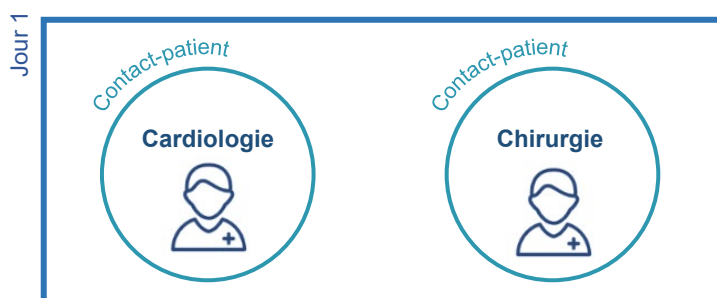 Jour 1
Contact-patient
Cardiologie
Contact-patient
Chirurgie